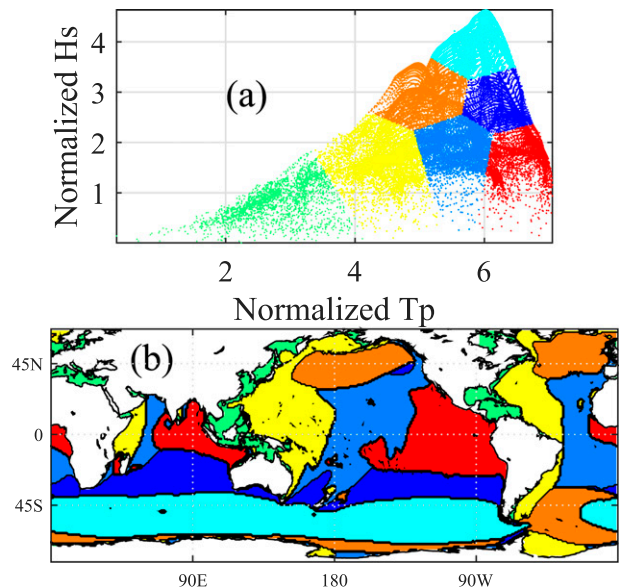 Normalized Hs
4
3
2
1
(a)
2 4 6
Normalized Tp
(b)
45N
0
45S
90E 180 90W